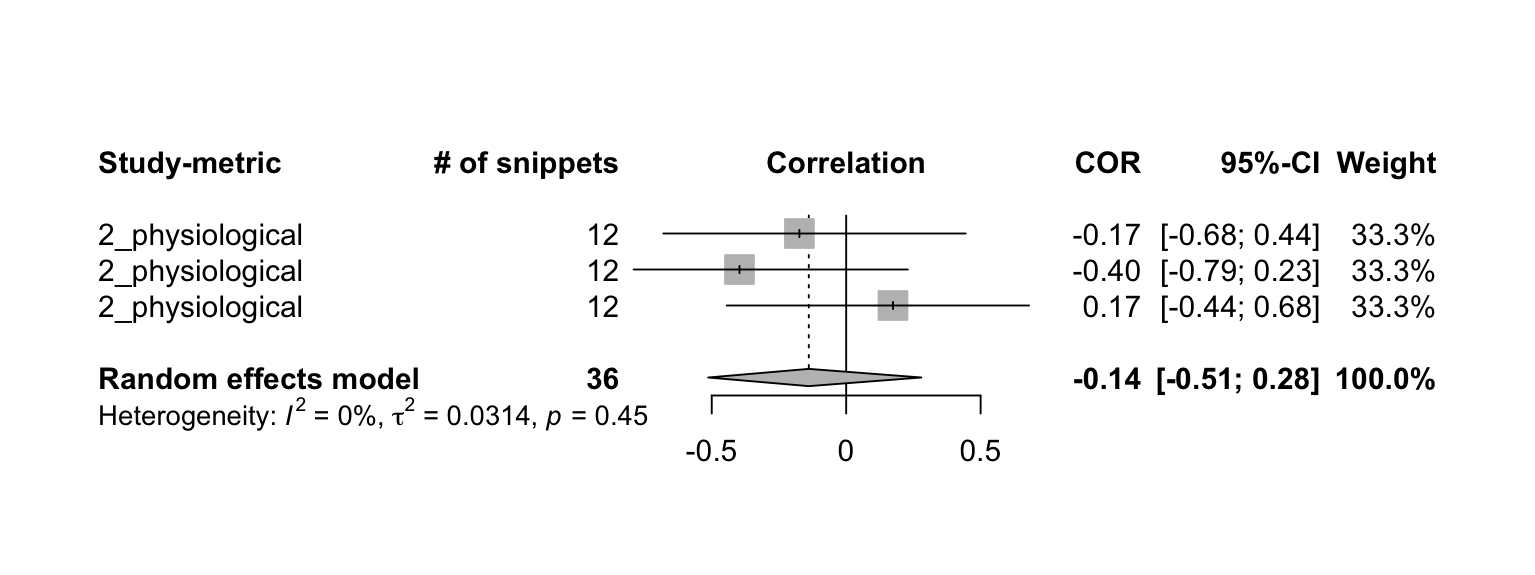 Study-metric # of snippets Correlation COR 95%-CI Weight
2_physiological 12 -0.17 [-0.68; 0.44] 33.3%
2_physiological 12 -0.40 [-0.79; 0.23] 33.3%
2_physiological 12 0.17 [-0.44; 0.68] 33.3%
Random effects model 36 -0.14 [-0.51; 0.28] 100.0%
Heterogeneity: I² = 0%, τ² = 0.0314, p = 0.45
-0.5 0 0.5